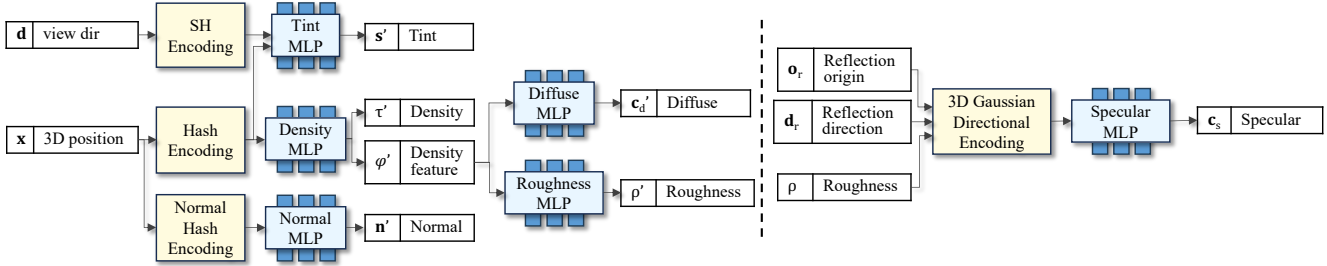 d view dir
SH
Encoding
Tint
MLP
s′ Tint
x 3D position
Hash
Encoding
Density
MLP
τ′ Density
φ′ Density
feature
Normal
Hash
Encoding
Normal
MLP
n′ Normal
Diffuse
MLP
c_d′ Diffuse
Roughness
MLP
ρ′ Roughness
o_r Reflection
origin
d_r Reflection
direction
ρ Roughness
3D Gaussian
Directional
Encoding
Specular
MLP
c_s Specular